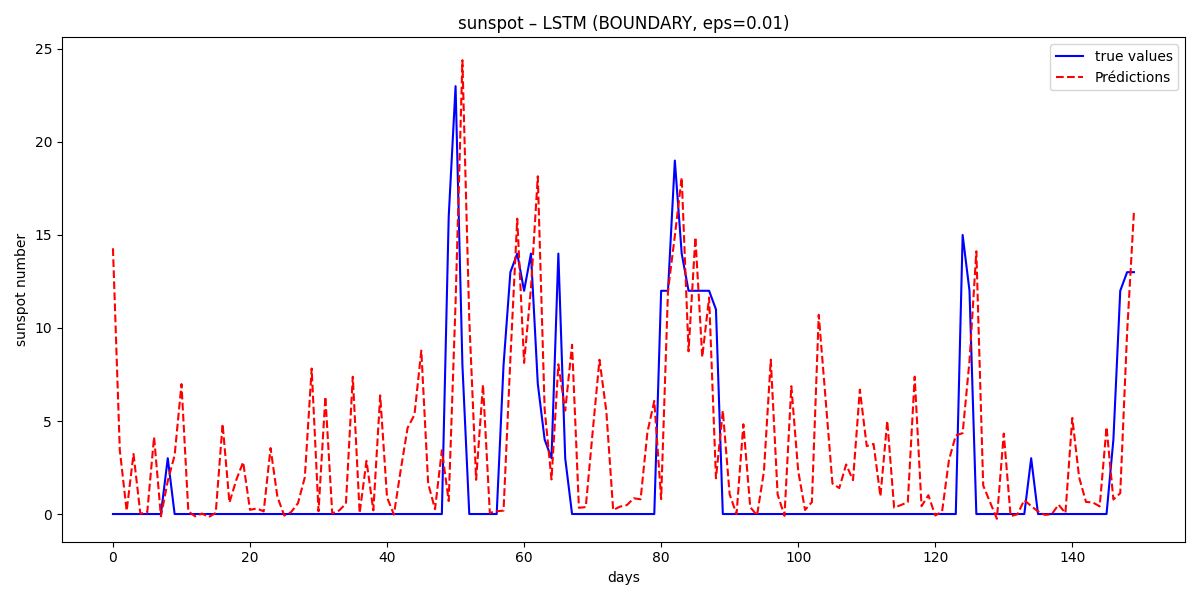 sunspot – LSTM (BOUNDARY, eps=0.01)
25
20
15
10
5
0
sunspot number
true values
Prédictions
0 20 40 60 80 100 120 140
days